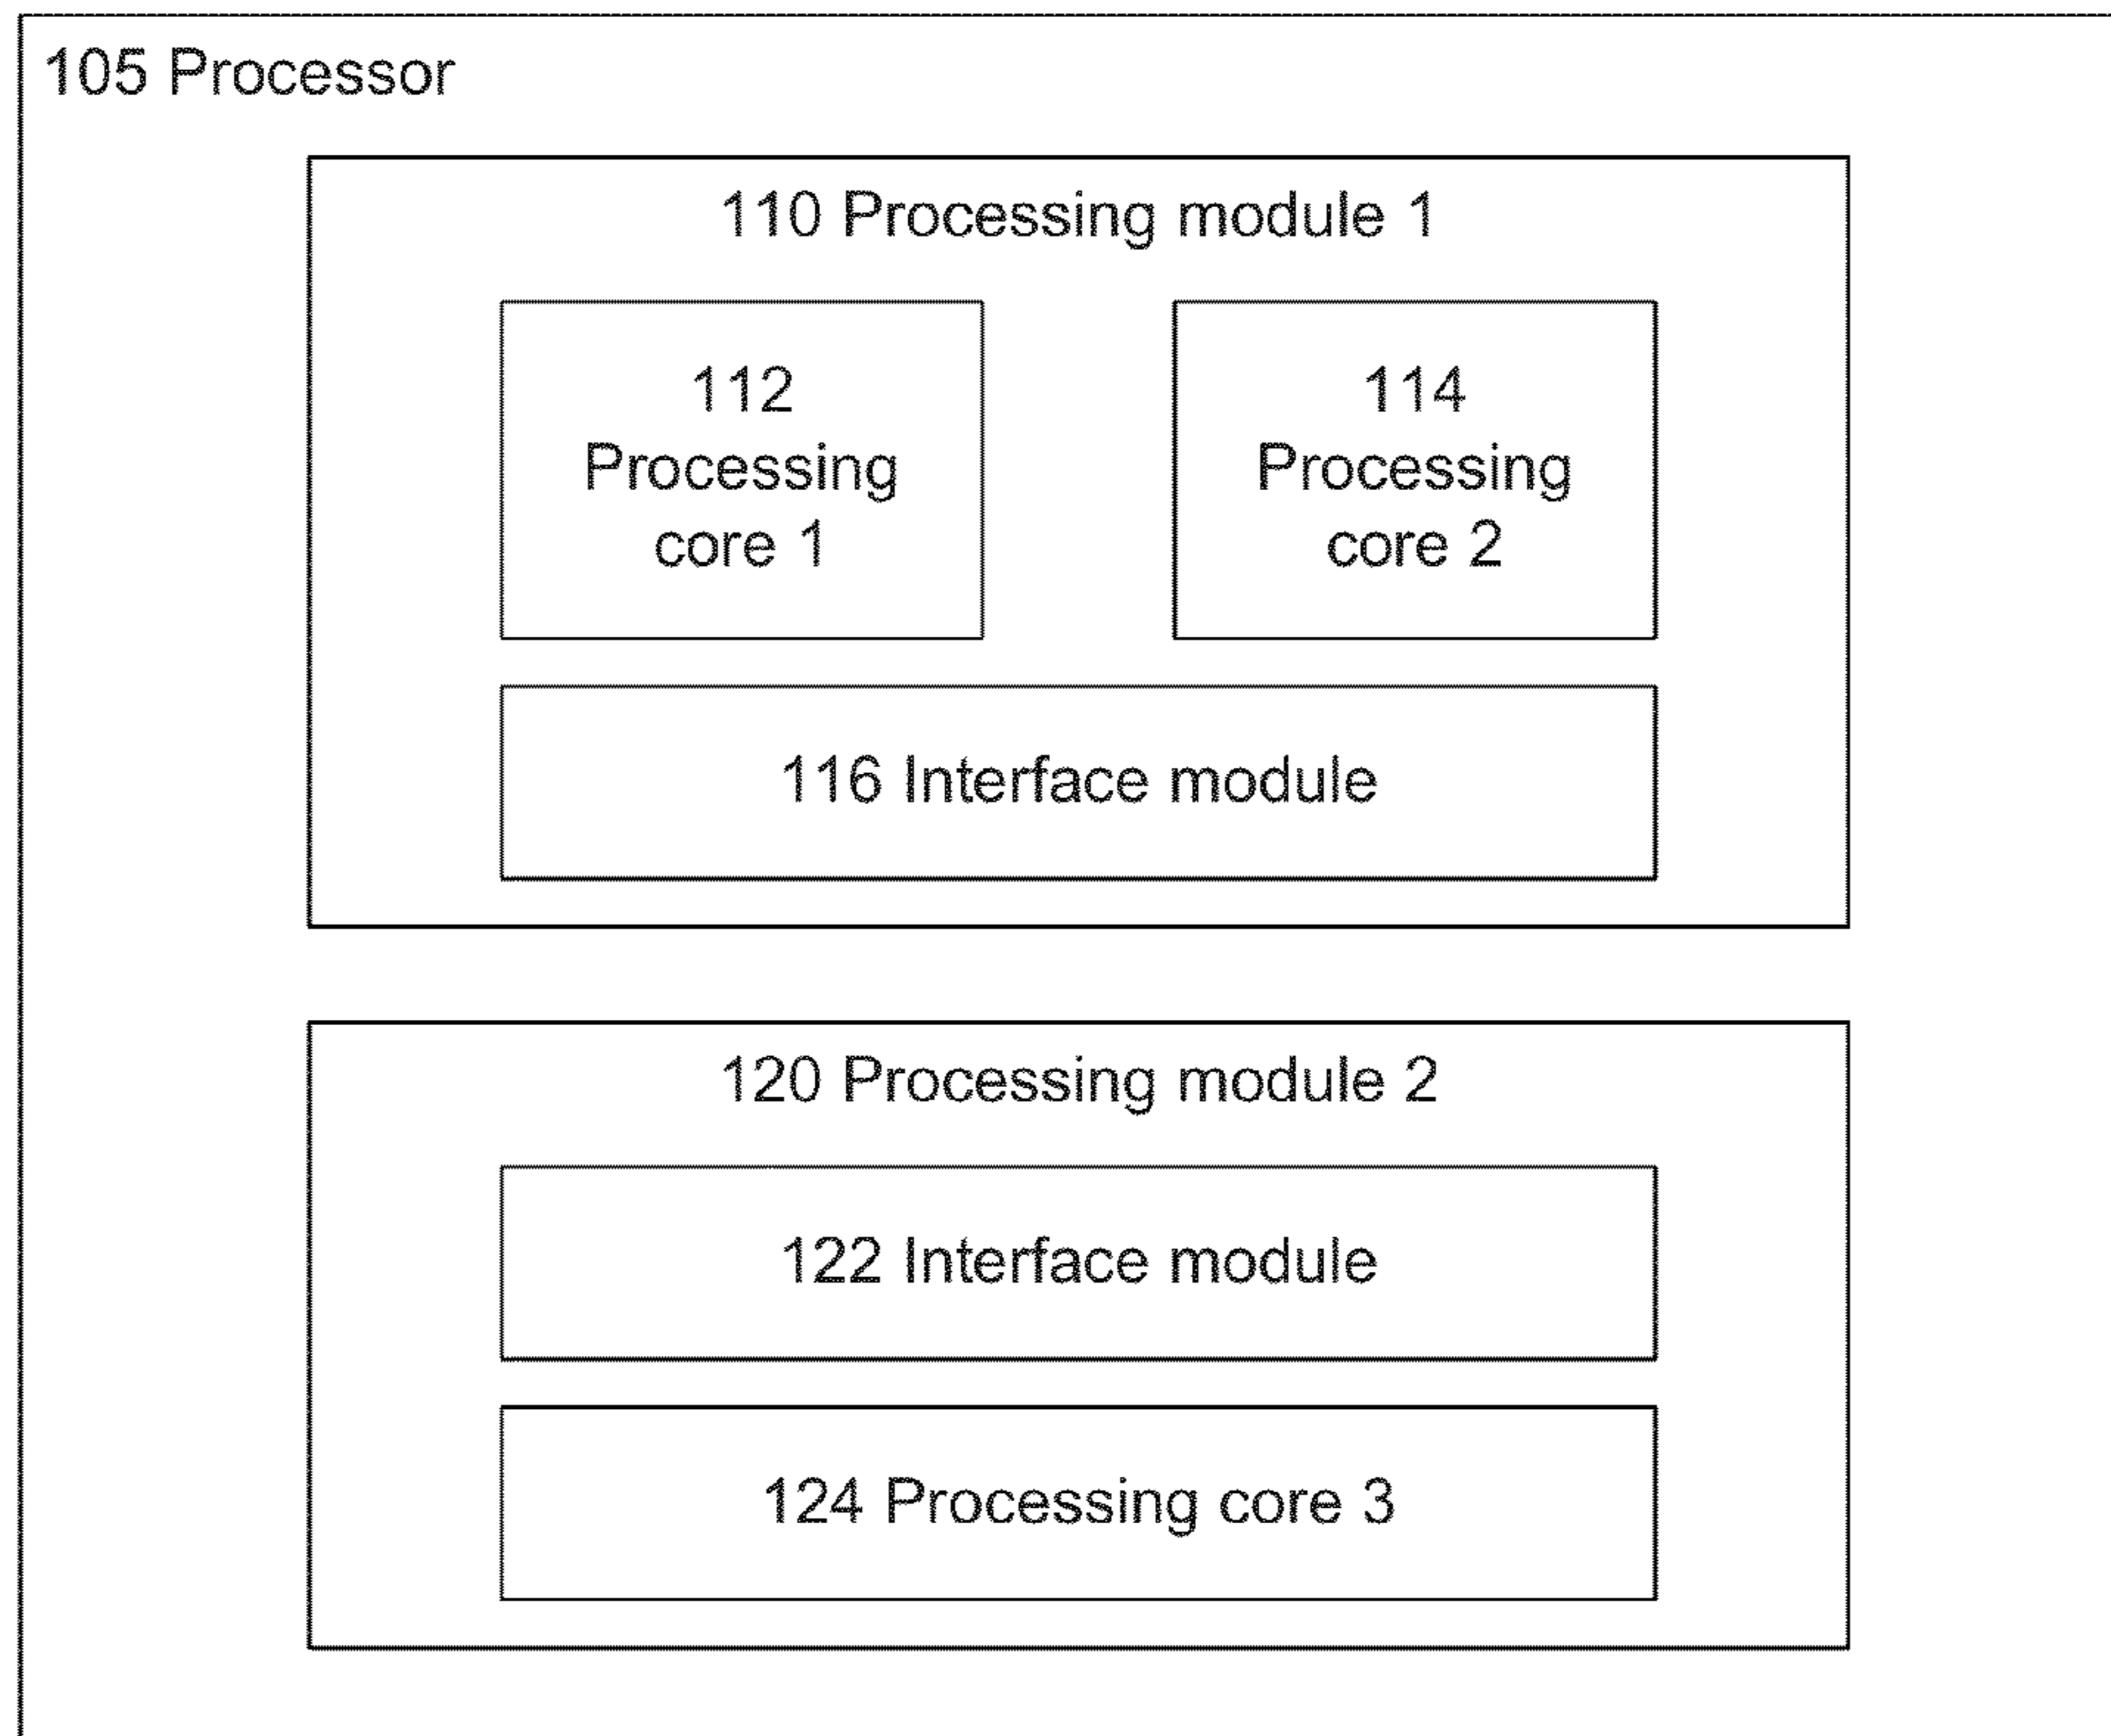 105 Processor
110 Processing module 1
112
Processing
core 1
114
Processing
core 2
116 Interface module
120 Processing module 2
122 Interface module
124 Processing core 3